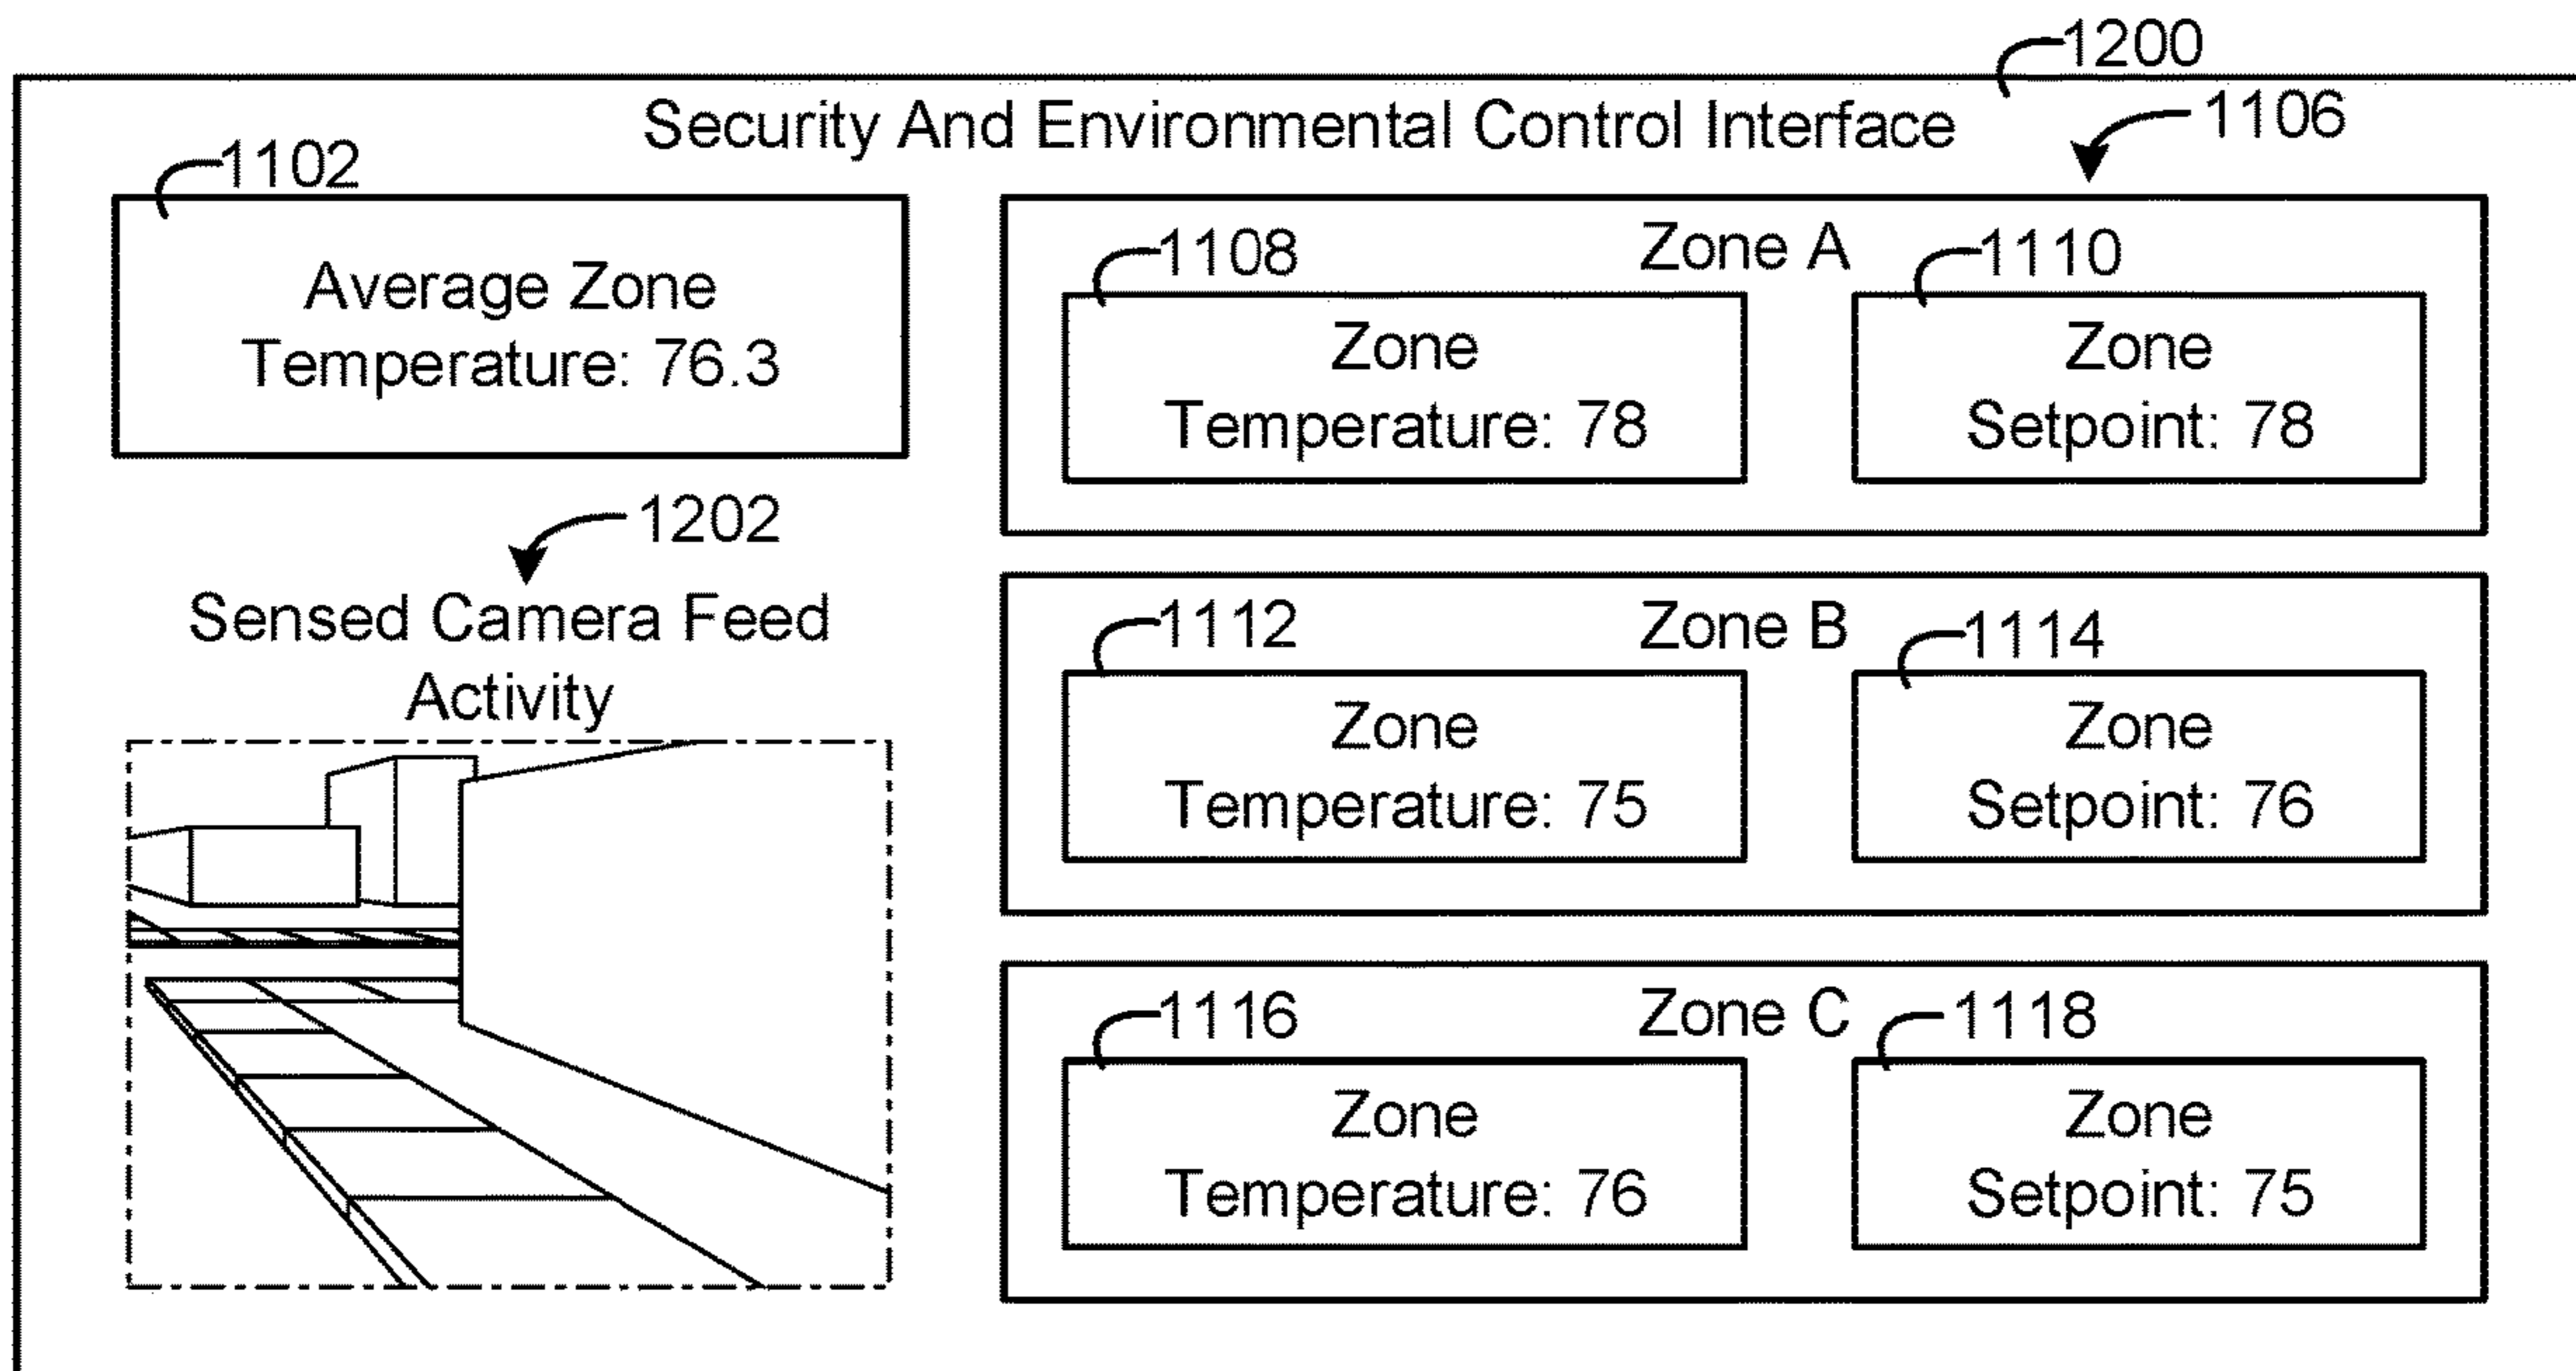 1200
Security And Environmental Control Interface
1106
1102
Average Zone
Temperature: 76.3
1202
Sensed Camera Feed
Activity
Zone A
1108
Zone
Temperature: 78
1110
Zone
Setpoint: 78
Zone B
1112
Zone
Temperature: 75
1114
Zone
Setpoint: 76
Zone C
1116
Zone
Temperature: 76
1118
Zone
Setpoint: 75